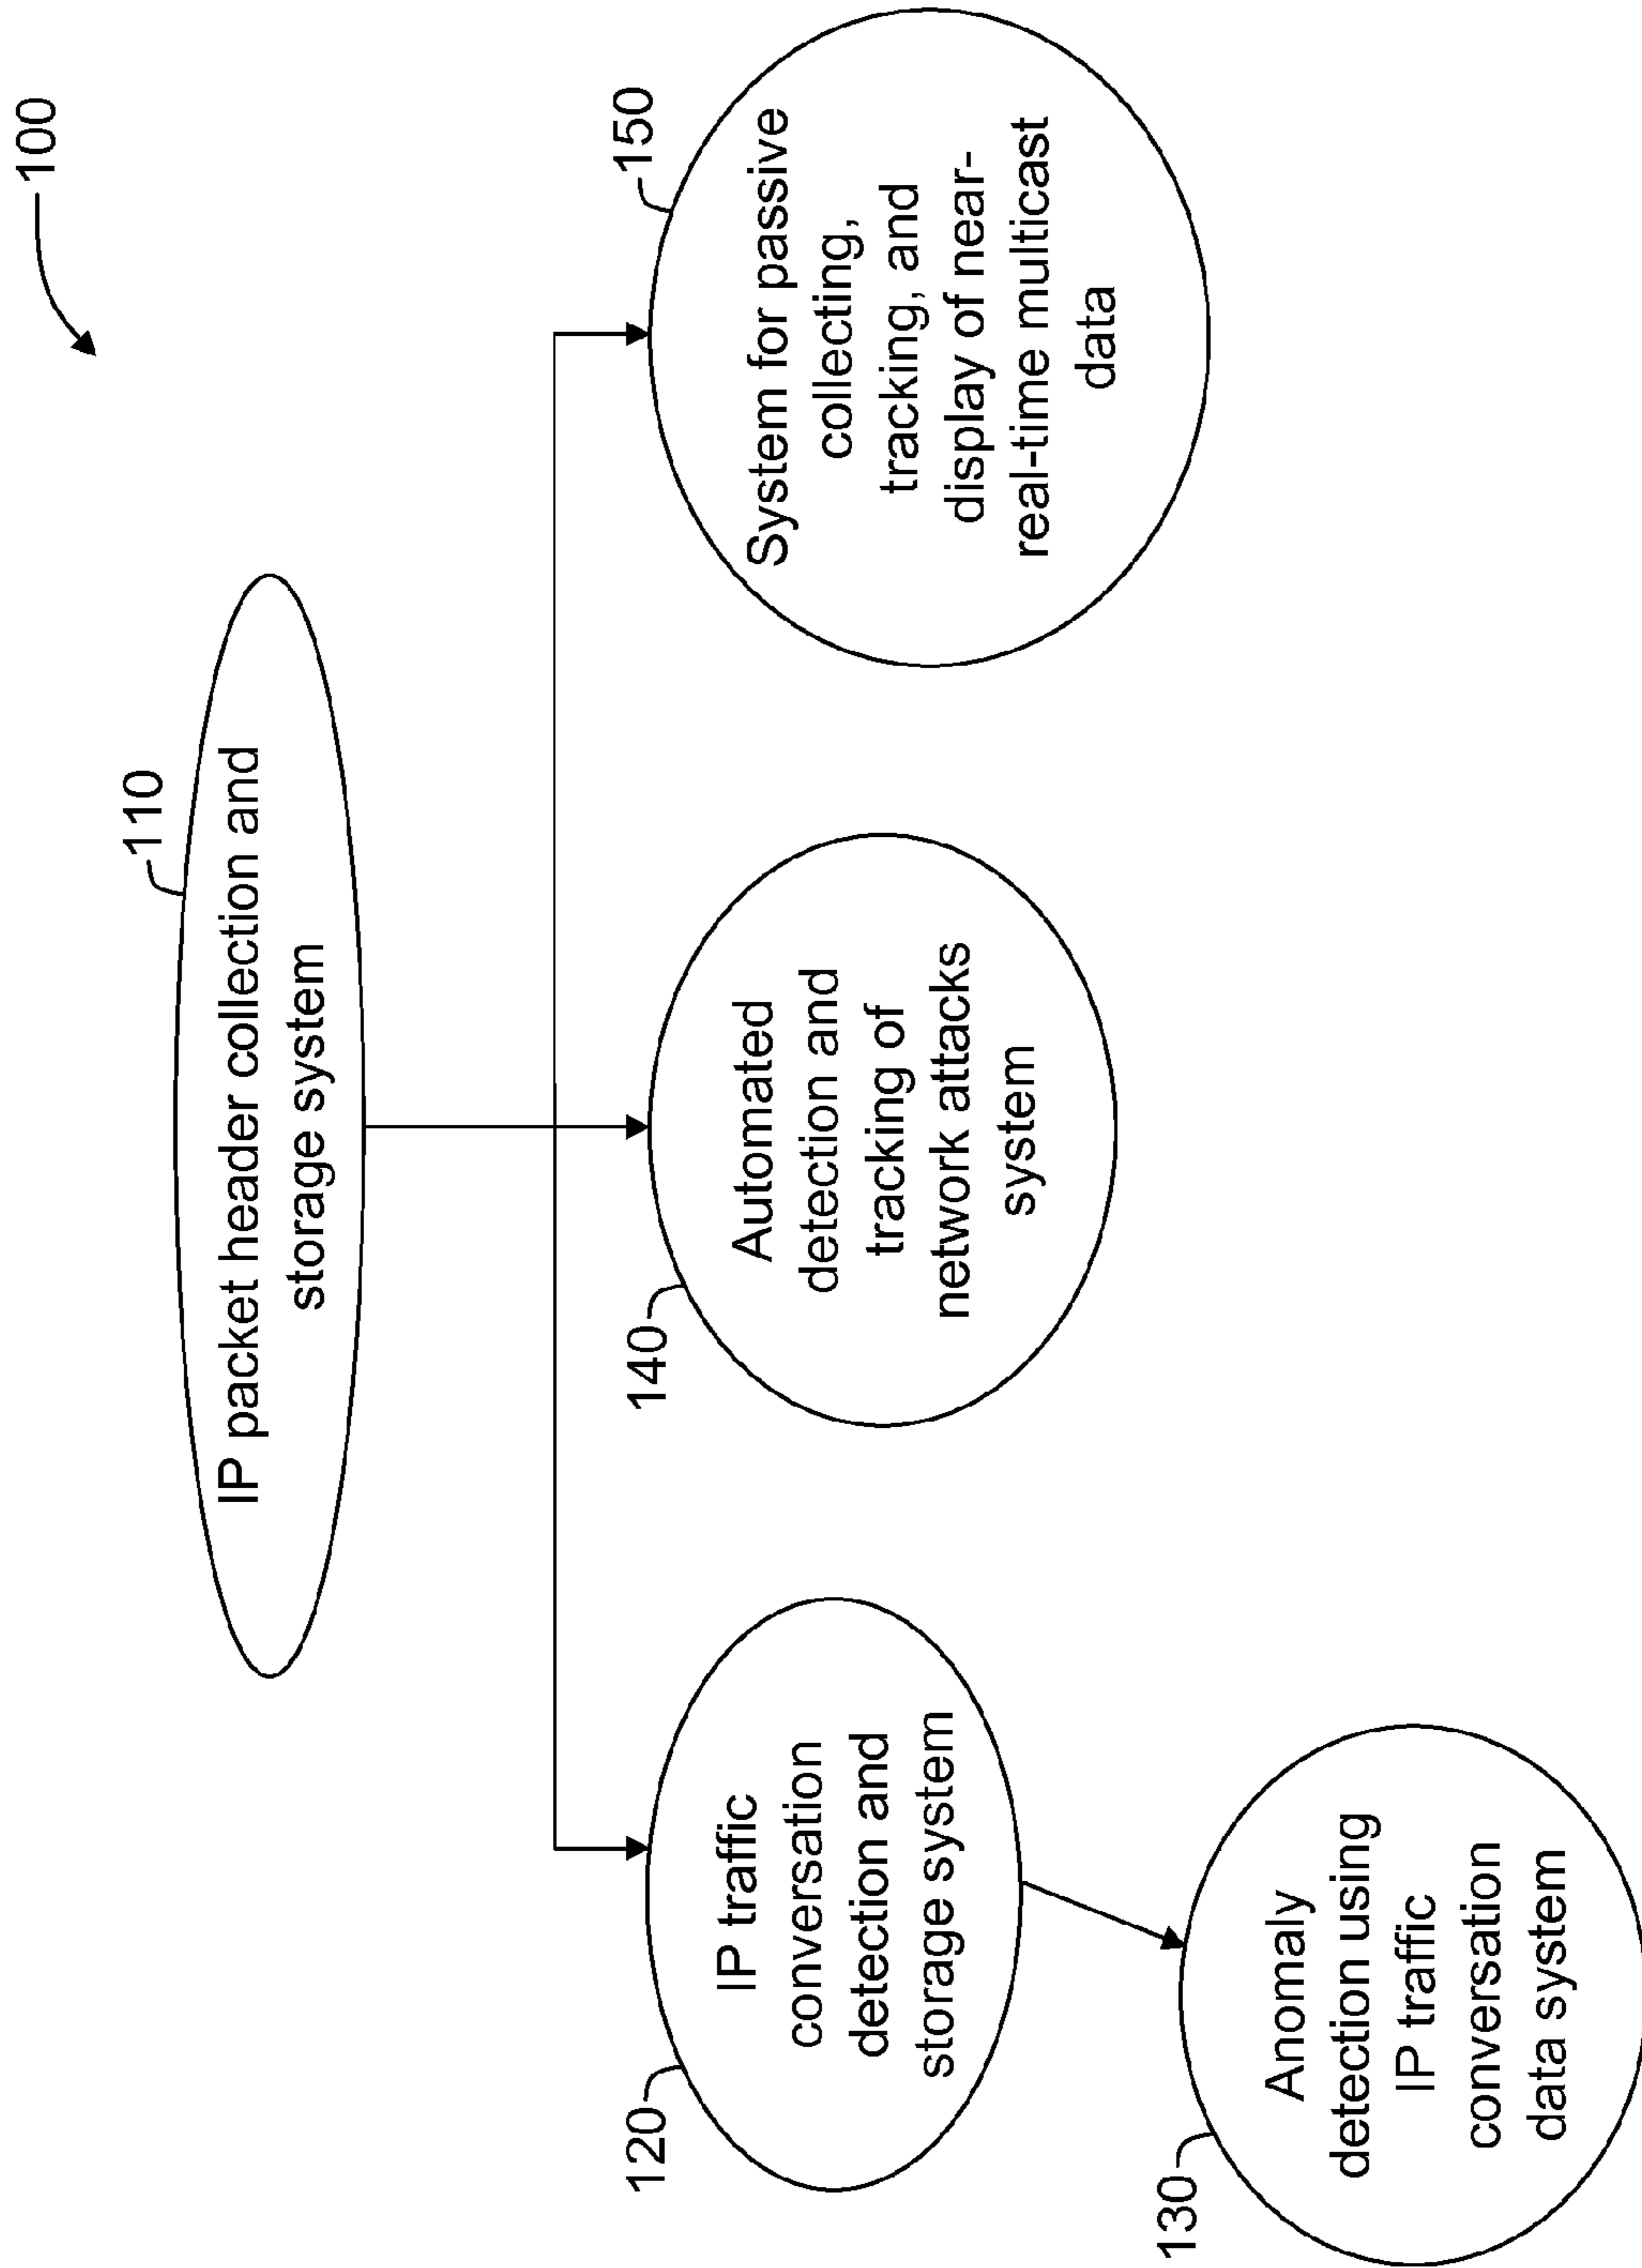 100
110
IP packet header collection and
storage system
120
IP traffic
conversation
detection and
storage system
140
Automated
detection and
tracking of
network attacks
system
150
System for passive
collecting,
tracking, and
display of near-
real-time multicast
data
130
Anomaly
detection using
IP traffic
conversation
data system